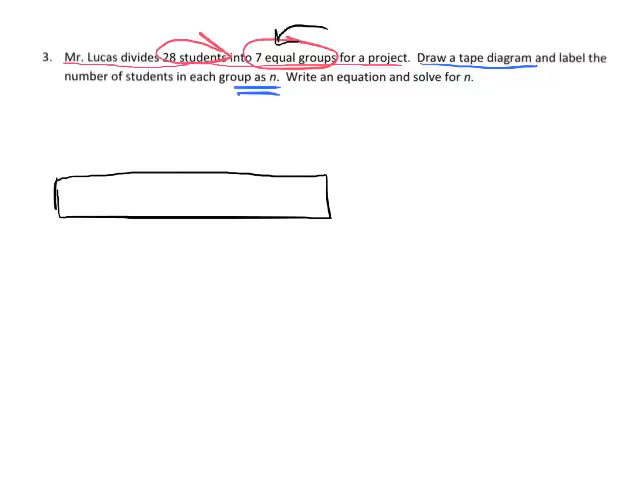 3. Mr. Lucas divides 28 students into 7 equal groups for a project. Draw a tape diagram and label the
number of students in each group as n. Write an equation and solve for n.